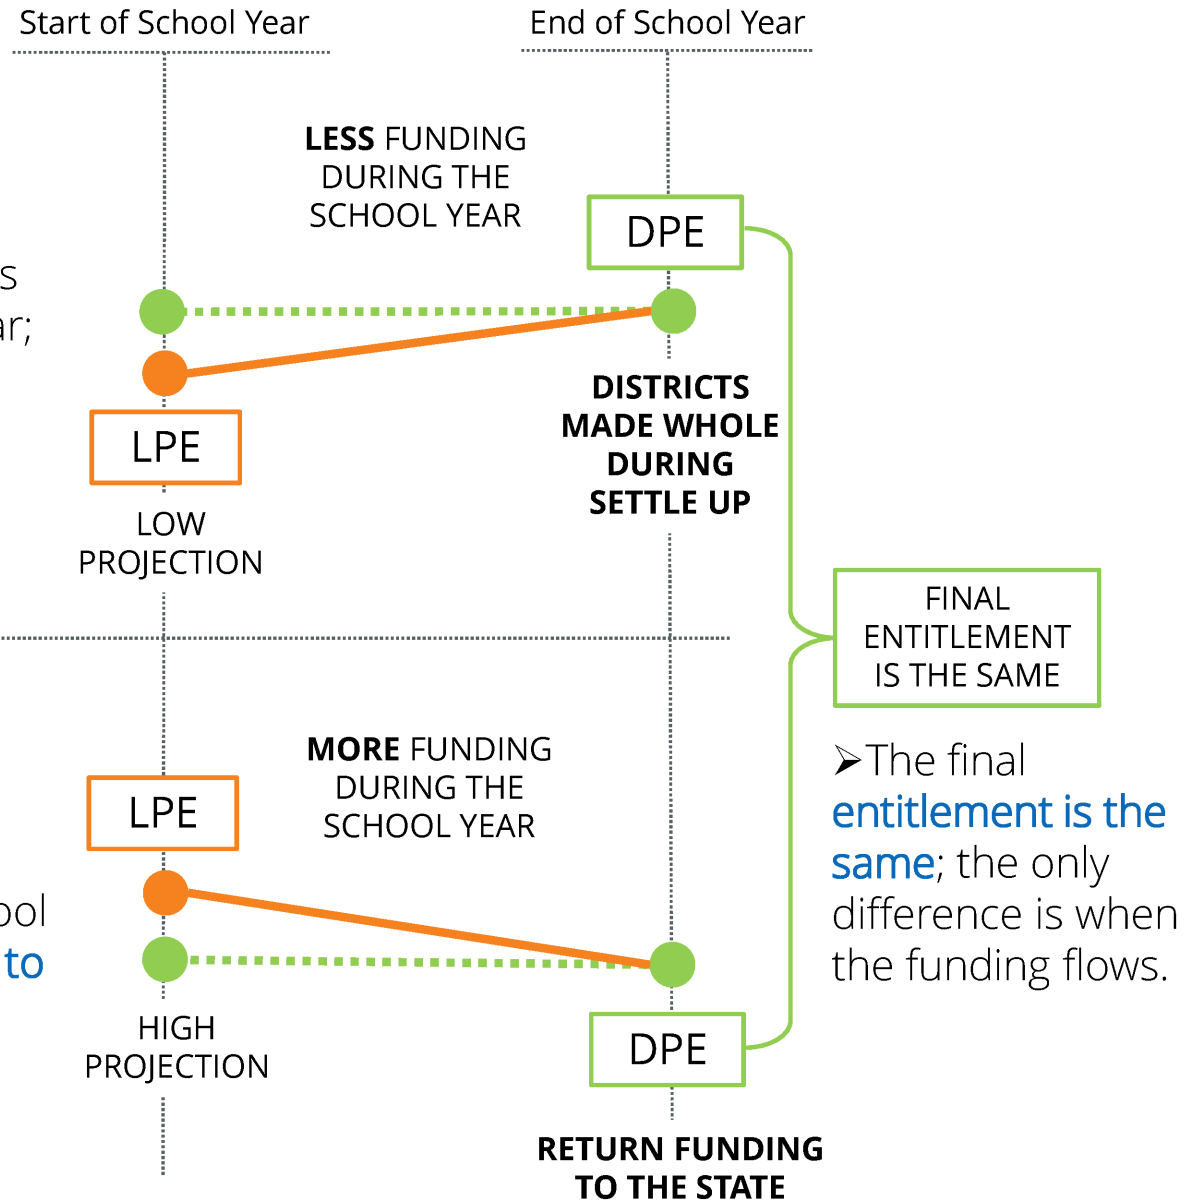 Start of School Year
End of School Year
LESS FUNDING
DURING THE
SCHOOL YEAR
DPE
s
ar;
LPE
LOW
PROJECTION
DISTRICTS
MADE WHOLE
DURING
SETTLE UP
FINAL
ENTITLEMENT
IS THE SAME
MORE FUNDING
DURING THE
SCHOOL YEAR
LPE
ool
to
HIGH
PROJECTION
DPE
RETURN FUNDING
TO THE STATE
➢The final
entitlement is the
same; the only
difference is when
the funding flows.